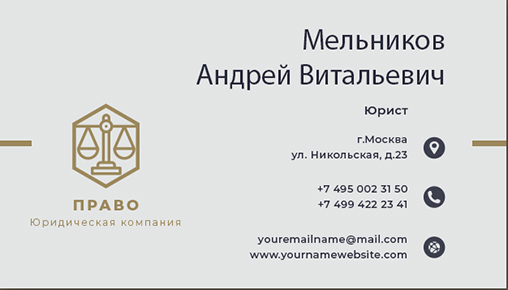 Мельников
Андрей Витальевич
Юрист
г.Москва
ул. Никольская, д.23
ПРАВО
Юридическая компания
+7 495 002 31 50
+7 499 422 23 41
youremailname@mail.com
www.yournamewebsite.com